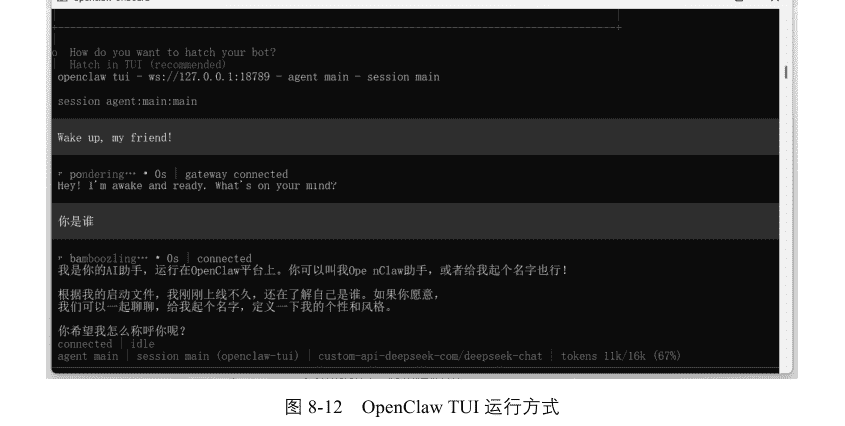 How do you want to hatch your bot?
Hatch in TUI (recommended)
openclaw tui - ws://127.0.0.1:18789 - agent main - session main
session agent:main:main
Wake up, my friend!
pondering… • 0s | gateway connected
Hey! I'm awake and ready. What's on your mind?
你是谁
bamboozling… • 0s | connected
我是你的AI助手，运行在OpenClaw平台上。你可以叫我Ope nClaw助手，或者给我起个名字也行！
根据我的启动文件，我刚刚上线不久，还在了解自己是谁。如果你愿意，
我们可以一起聊聊，给我起个名字，定义一下我的个性和风格。
你希望我怎么称呼你呢？
connected | idle
agent main | session main (openclaw-tui) | custom-api-deepseek-com/deepseek-chat | tokens 11k/16k (67%)
图 8-12 OpenClaw TUI 运行方式